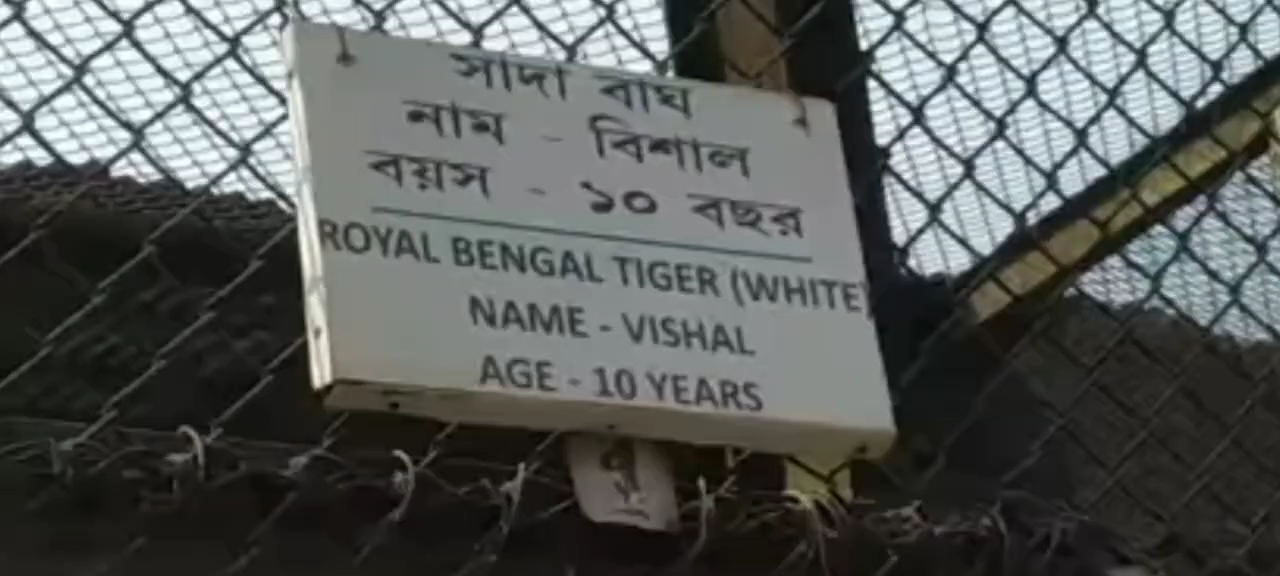 সাদা বাঘ
নাম - বিশাল
বয়স - ১০ বছর
ROYAL BENGAL TIGER (WHITE)
NAME - VISHAL
AGE - 10 YEARS